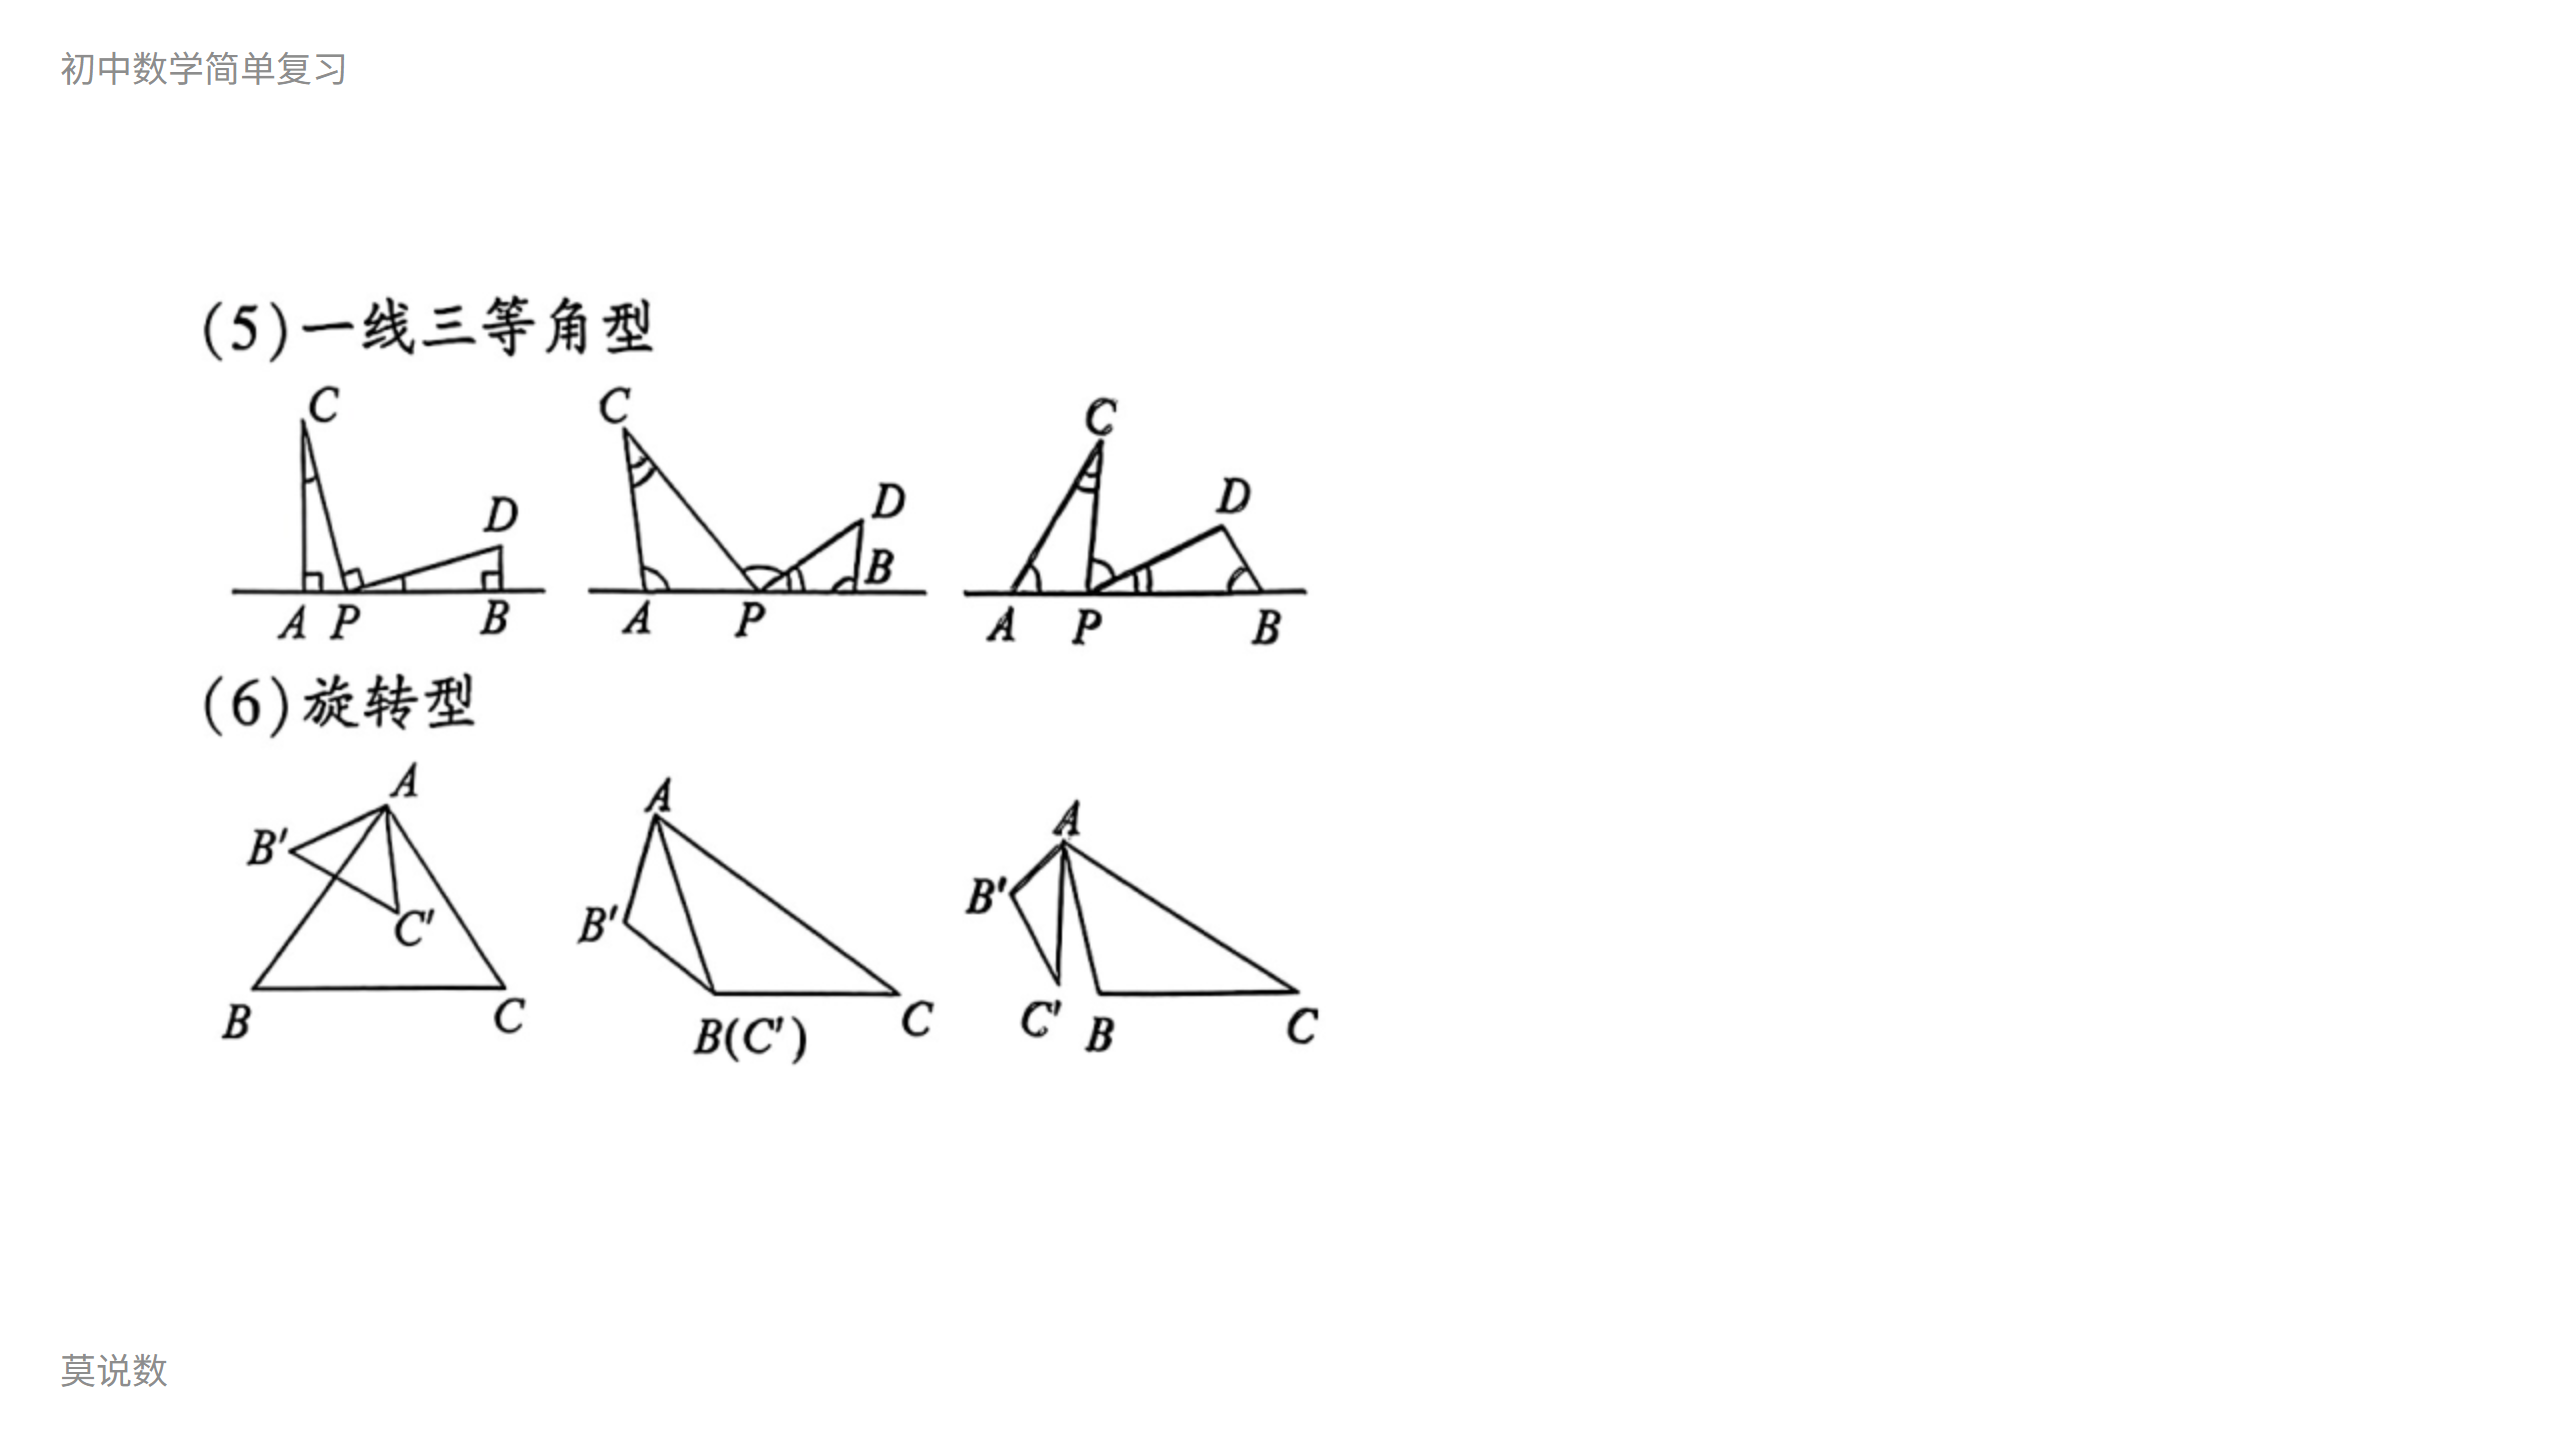 初中数学简单复习
(5)一线三等角型
C C C
D D D
B
A P B A P A P B
(6)旋转型
A A A
B′ B′ B′
C′
B C B(C′) C C′ B C
莫说数